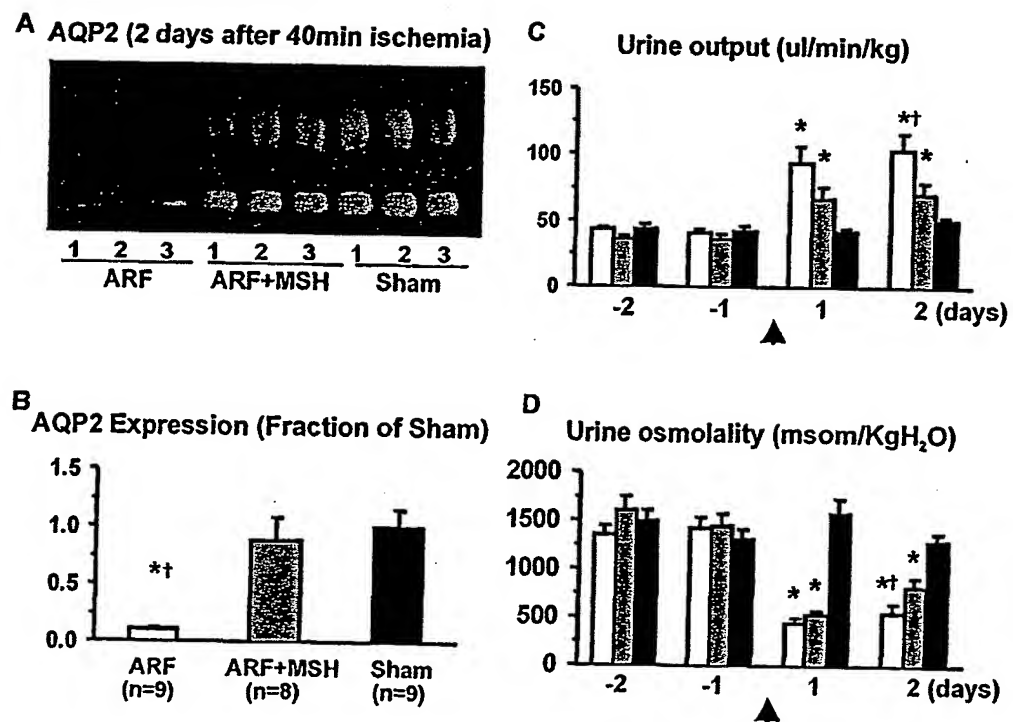 A AQP2 (2 days after 40min ischemia)
1 2 3 1 2 3 1 2 3
ARF ARF+MSH Sham
B
AQP2 Expression (Fraction of Sham)
1.5
1.0
0.5
0.0
*†
ARF ARF+MSH Sham
(n=9) (n=8) (n=9)
C
Urine output (ul/min/kg)
150
100
50
0
* * *† *
-2 -1 1 2 (days)
D
Urine osmolality (msom/KgH₂O)
2000
1500
1000
500
0
* * *† *
-2 -1 1 2 (days)